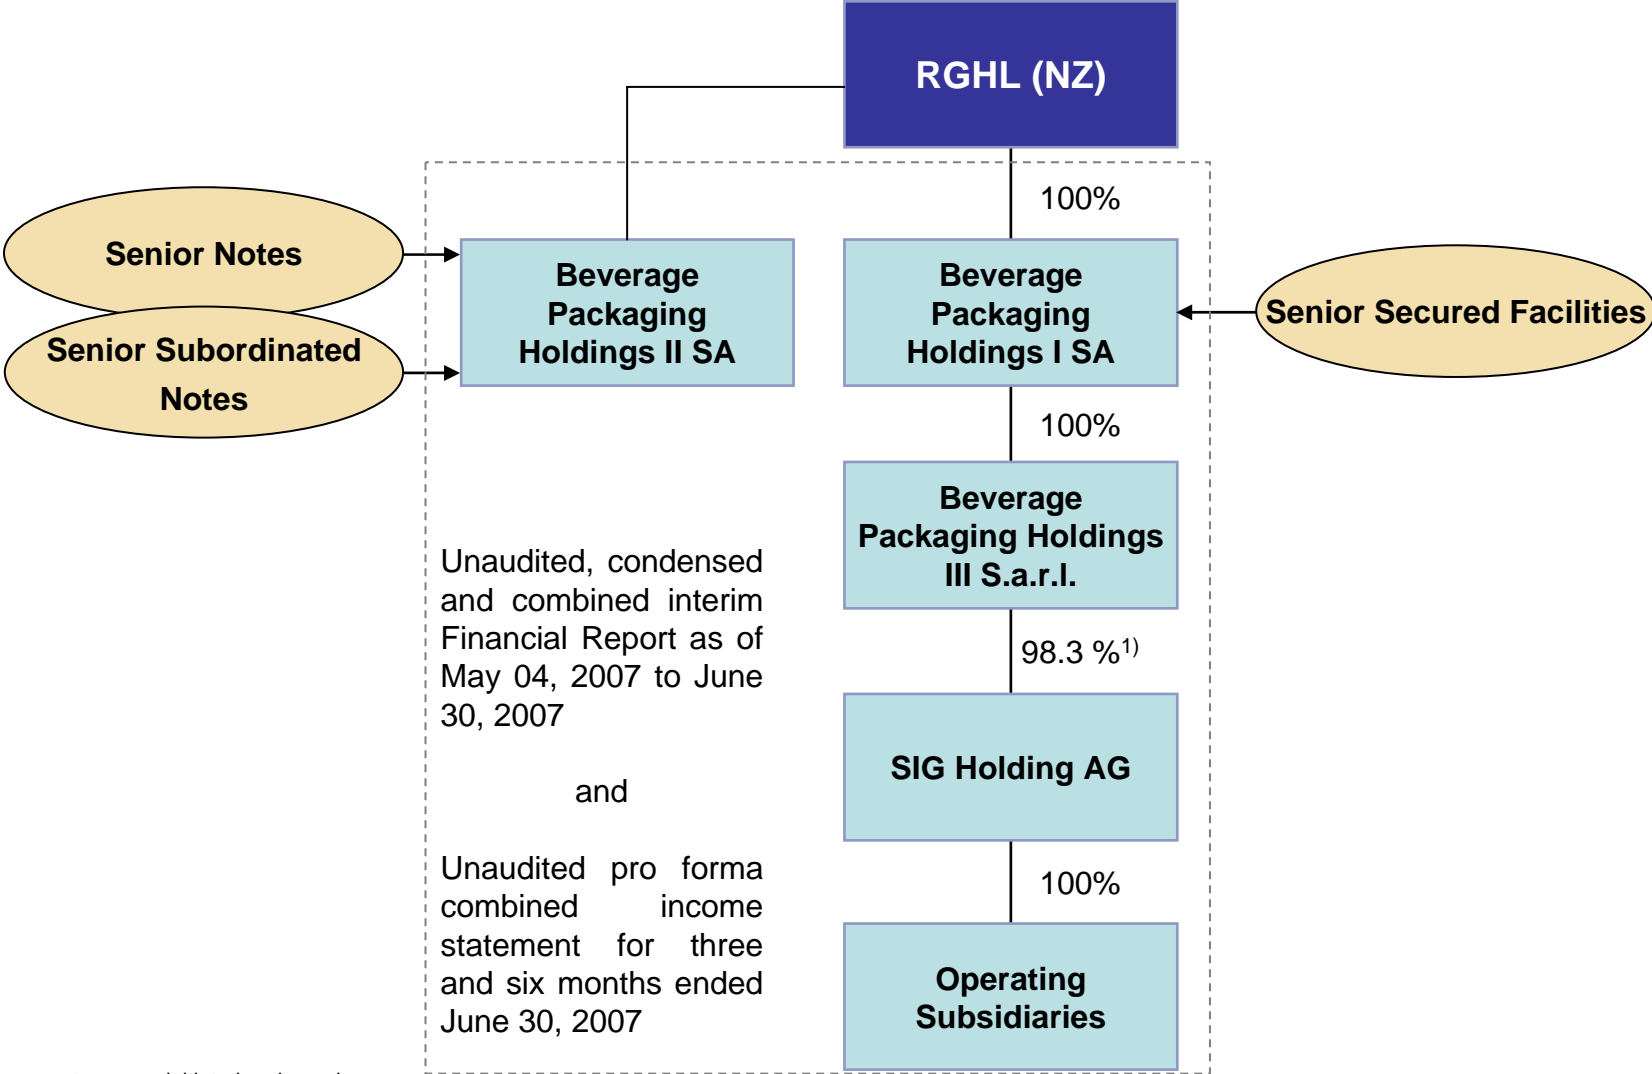 RGHL (NZ)
100%
Senior Notes
Senior Subordinated
Notes
Beverage
Packaging
Holdings II SA
Beverage
Packaging
Holdings I SA
Senior Secured Facilities
100%
Beverage
Packaging Holdings
III S.a.r.l.
Unaudited, condensed
and combined interim
Financial Report as of
May 04, 2007 to June
30, 2007
and
Unaudited pro forma
combined income
statement for three
and six months ended
June 30, 2007
98.3 %1)
SIG Holding AG
100%
Operating
Subsidiaries